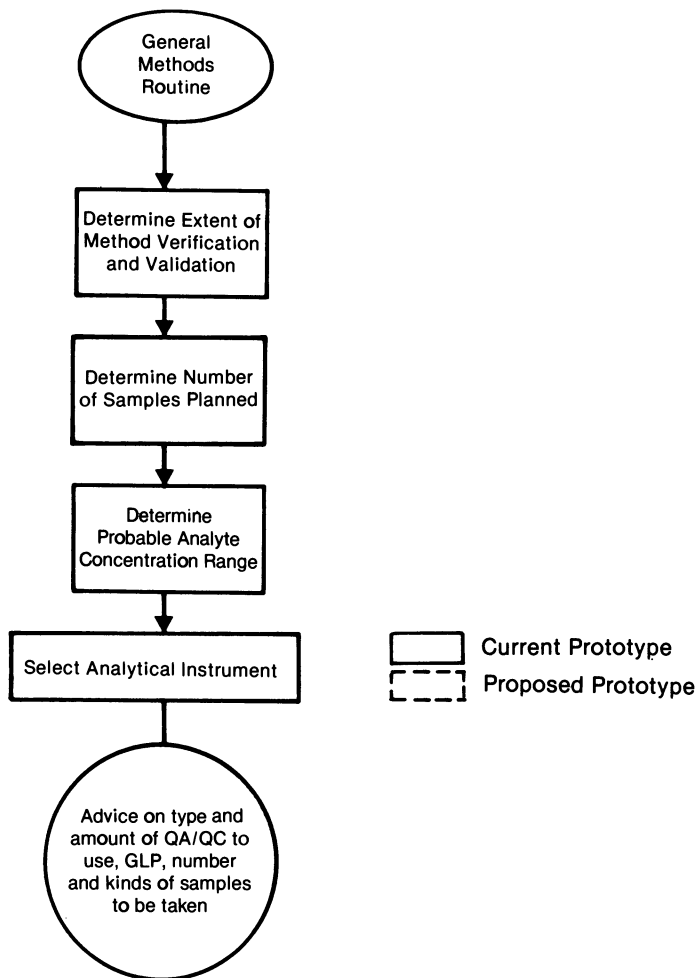 General
Methods
Routine
Determine Extent of
Method Verification
and Validation
Determine Number
of Samples Planned
Determine
Probable Analyte
Concentration Range
Select Analytical Instrument
Advice on type and
amount of QA/QC to
use, GLP, number
and kinds of samples
to be taken
Current Prototype
Proposed Prototype